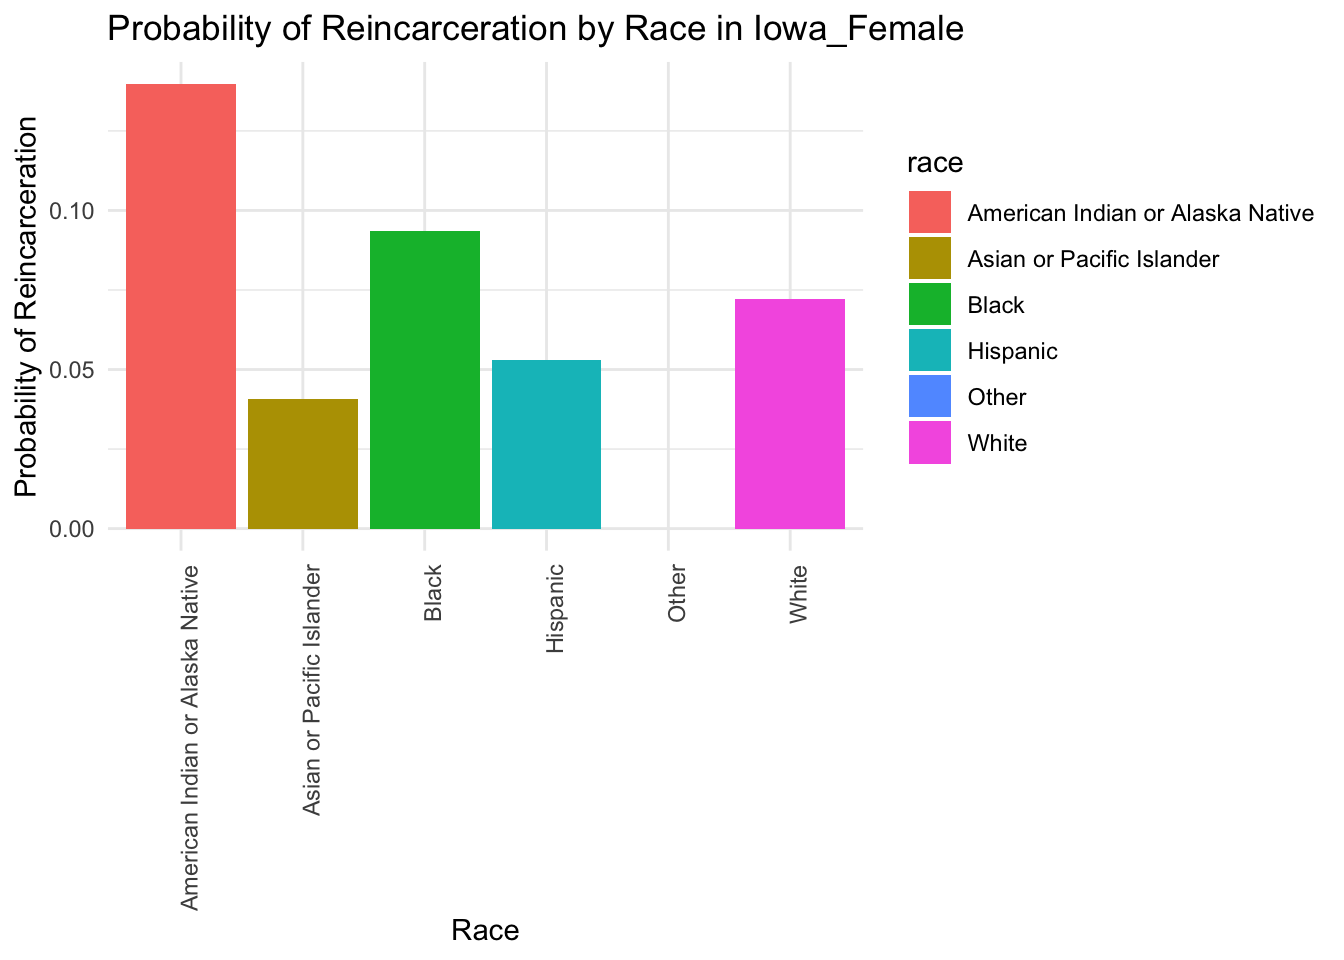 Probability of Reincarceration by Race in Iowa_Female
Probability of Reincarceration
0.10
0.05
0.00
American Indian or Alaska Native
Asian or Pacific Islander
Black
Hispanic
Other
White
Race
race
American Indian or Alaska Native
Asian or Pacific Islander
Black
Hispanic
Other
White